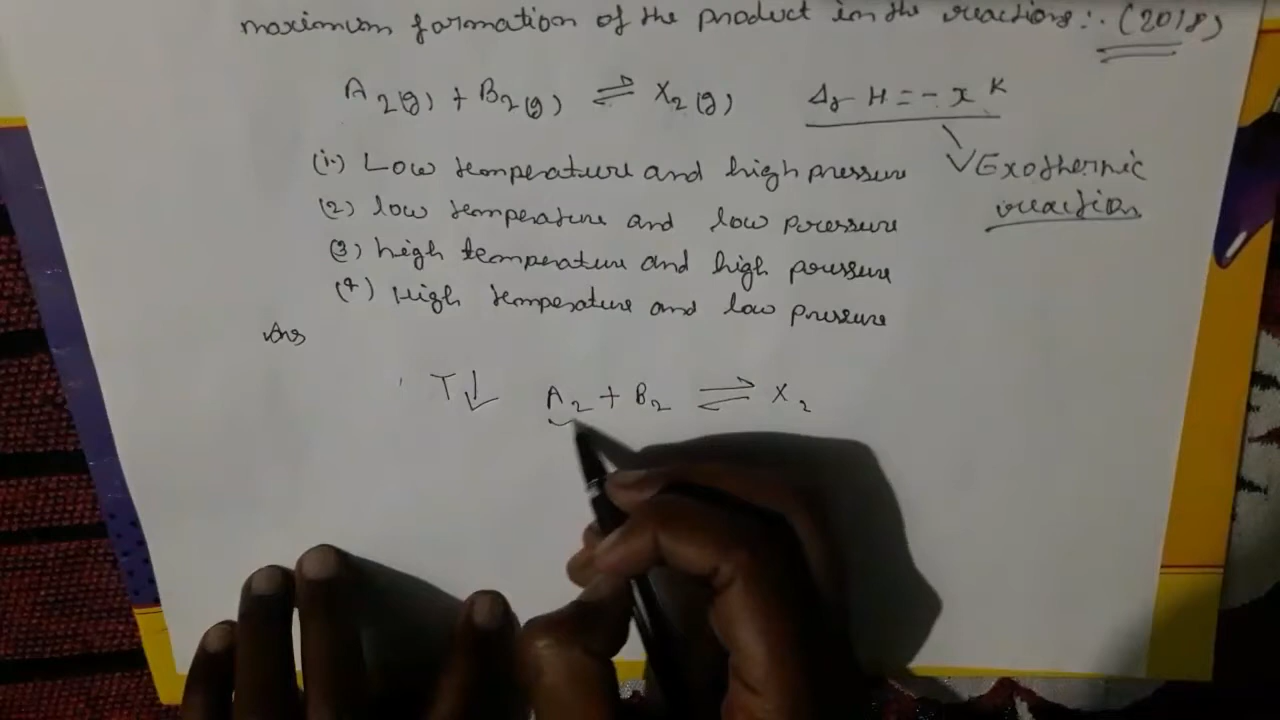 maximum formation of the product in the reactions :. (2018)
A2(g) + B2(g) ⇌ X2(g) Δr H = - x K
(1) Low temperature and high pressure
Exothermic
reaction
(2) low temperature and low pressure
(3) high temperature and high pressure
(4) High temperature and low pressure
Ans
T↓ A2 + B2 ⇌ X2